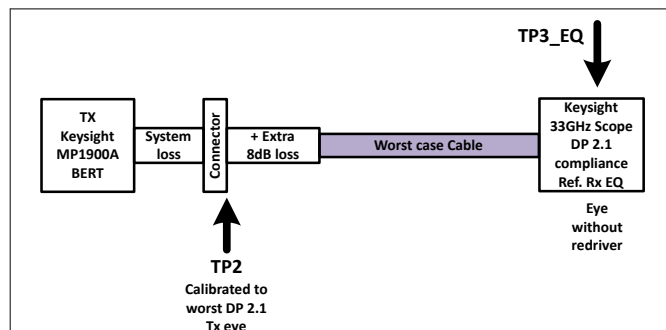 TP3_EQ
TX
Keysight
MP1900A
BERT
System
loss
Connector
+ Extra
8dB loss
Worst case Cable
Keysight
33GHz Scope
DP 2.1
compliance
Ref. Rx EQ
Eye
without
redriver
TP2
Calibrated to
worst DP 2.1
Tx eye